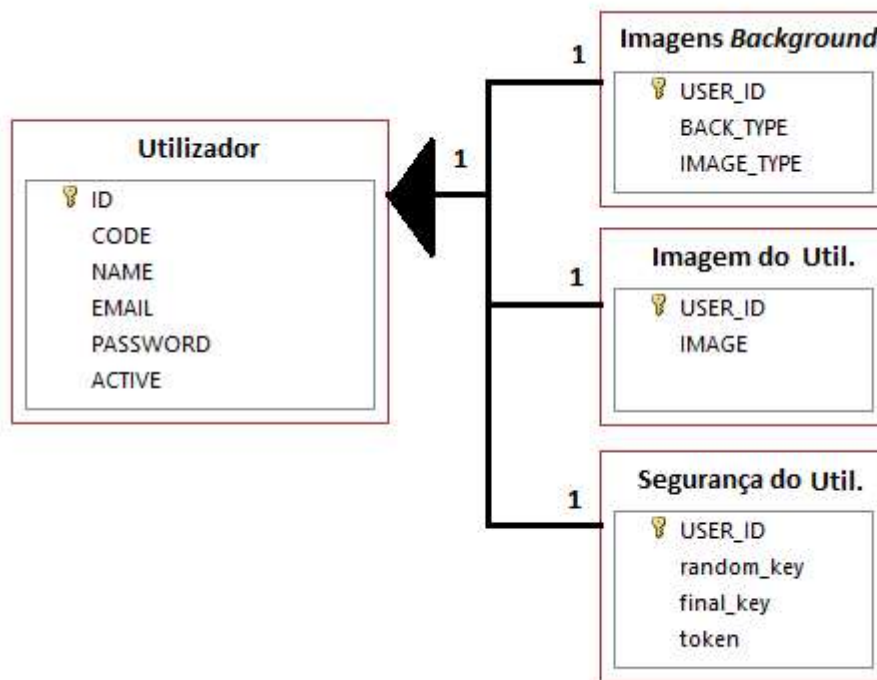 Utilizador
ID
CODE
NAME
EMAIL
PASSWORD
ACTIVE
1
1
Imagens Background
USER_ID
BACK_TYPE
IMAGE_TYPE
1
Imagem do Util.
USER_ID
IMAGE
1
Segurança do Util.
USER_ID
random_key
final_key
token